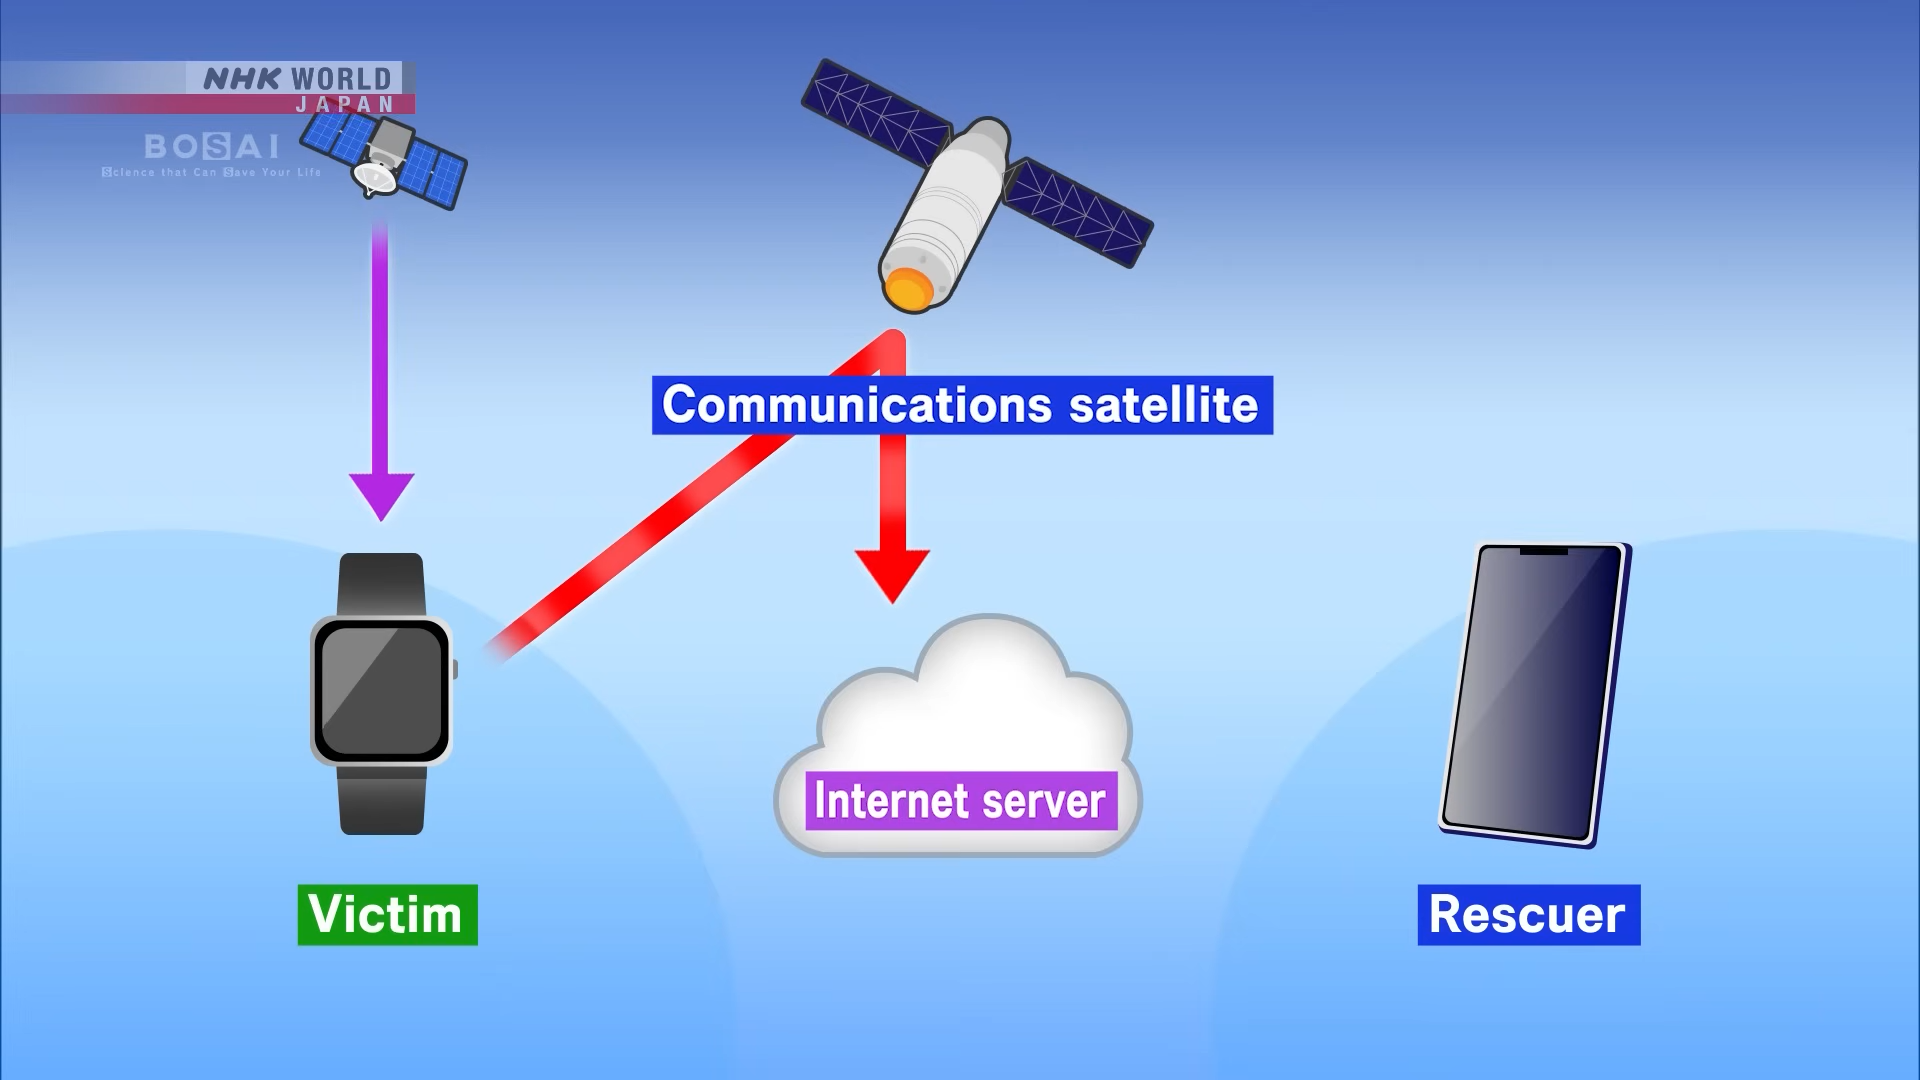 NHK WORLD
JAPAN
BOSAI
Science that Can Save Your Life
Communications satellite
Internet server
Victim
Rescuer